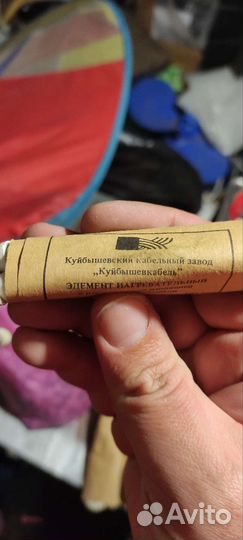 Куйбышевский кабельный завод
„Куйбышевкабель"
ЭЛЕМЕНТ НАГРЕВАТЕЛЬНЫЙ
Avito